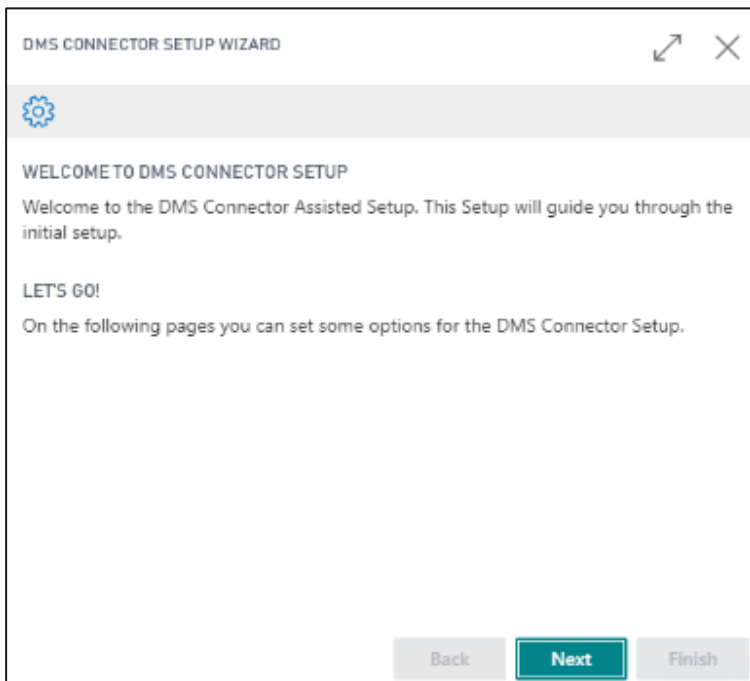 DMS CONNECTOR SETUP WIZARD
WELCOME TO DMS CONNECTOR SETUP
Welcome to the DMS Connector Assisted Setup. This Setup will guide you through the
initial setup.
LET'S GO!
On the following pages you can set some options for the DMS Connector Setup.
Back
Next
Finish